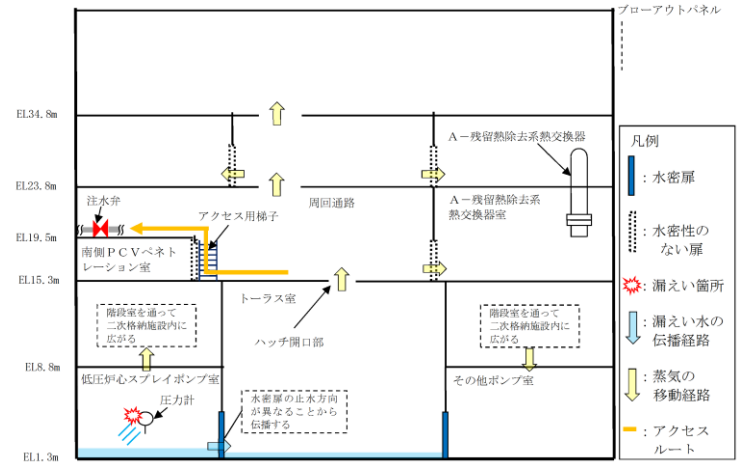 ブローアウトパネル
EL34.8m
A－残留熱除去系熱交換器
凡例
：水密扉
EL23.8m
注水弁
アクセス用梯子
周回通路
A－残留熱除去系
熱交換器室
：水密性の
ない扉
EL19.5m
南側PCVペネト
レーション室
EL15.3m
トーラス室
：漏えい箇所
階段室を通って
二次格納施設内に
広がる
ハッチ開口部
階段室を通って
二次格納施設内に
広がる
：漏えい水の
伝播経路
EL8.8m
低圧炉心スプレイポンプ室
その他ポンプ室
：蒸気の
移動経路
圧力計
水密扉の止水方向
が異なることから
伝播する
：アクセス
ルート
EL1.3m